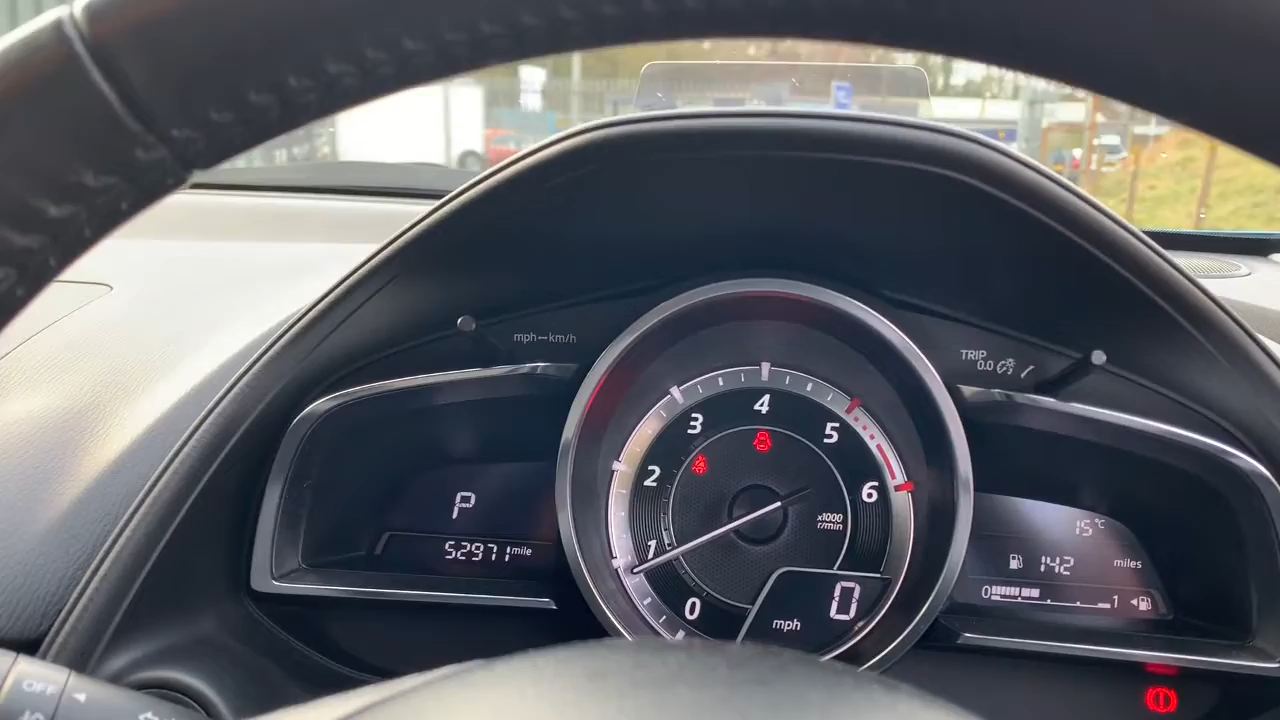 mph↔km/h
TRIP
0.0
0
1
2
3
4
5
6
x1000
r/min
P
52971 mile
0
mph
15°C
142 miles
0 1
OFF